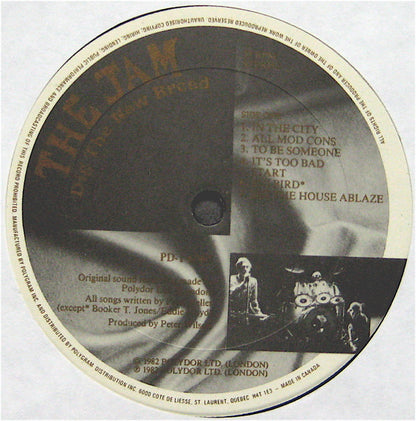 THE JAM
Dig The New Breed
SIDE
1. IN THE CITY
2. ALL MOD CONS
3. TO BE SOMEONE
4. IT'S TOO BAD
START
BIRD*
THE HOUSE ABLAZE
PD-1
Original sound made
Polydor
All songs written by
(except* Booker T. Jones/Eddie
Produced by Peter
© 1982 POLYDOR LTD. (LONDON)
℗ 1982 POLYDOR LTD. (LONDON)
ALL RIGHTS OF THE PRODUCER AND OF THE OWNER OF THE WORK REPRODUCED RESERVED. UNAUTHORISED COPYING, HIRING, LENDING, PUBLIC PERFORMANCE AND BROADCASTING OF THIS RECORD PROHIBITED. MANUFACTURED BY POLYGRAM INC. AND DISTRIBUTED BY POLYGRAM DISTRIBUTION INC. 6000 COTE DE LIESSE, ST. LAURENT, QUEBEC H4T 1E3 – MADE IN CANADA